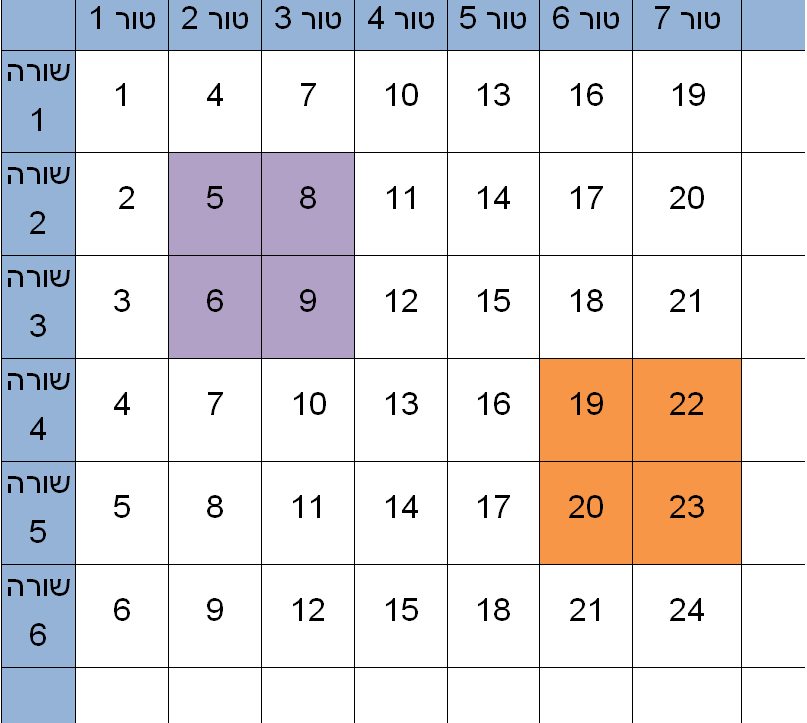 טור 1 טור 2 טור 3 טור 4 טור 5 טור 6 טור 7
שורה 1 1 4 7 10 13 16 19
שורה 2 2 5 8 11 14 17 20
שורה 3 3 6 9 12 15 18 21
שורה 4 4 7 10 13 16 19 22
שורה 5 5 8 11 14 17 20 23
שורה 6 6 9 12 15 18 21 24